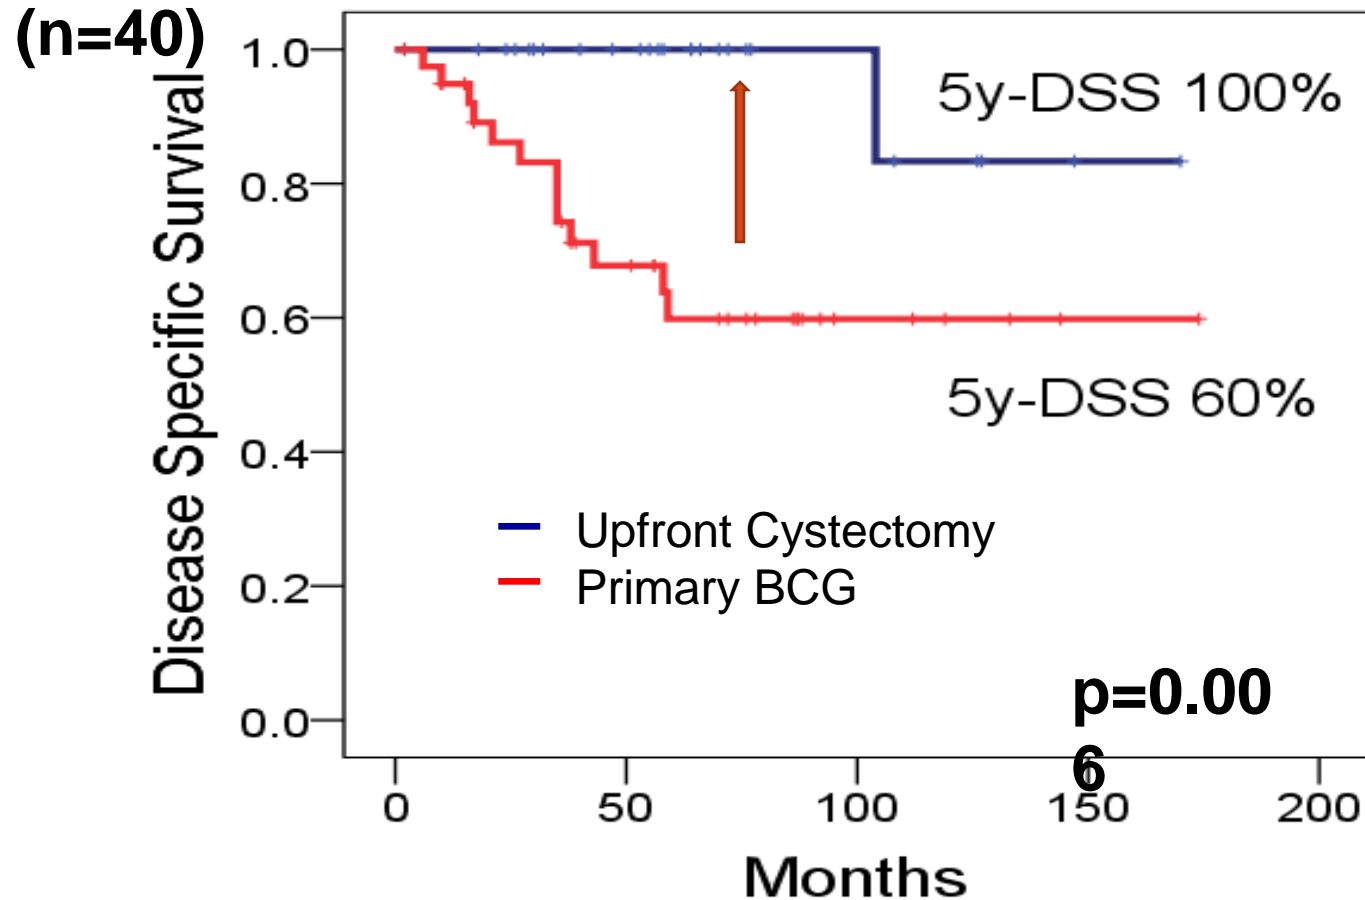 (n=40)
Disease Specific Survival
1.0
0.8
0.6
0.4
0.2
0.0
5y-DSS 100%
5y-DSS 60%
Upfront Cystectomy
Primary BCG
p=0.00
6
0 50 100 150 200
Months